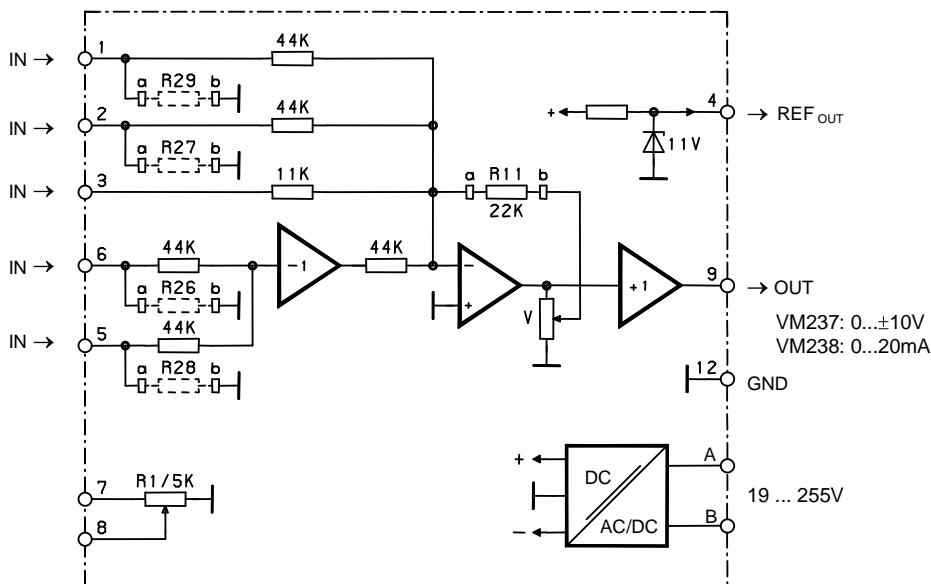 IN → 1 44K
a R29 b
IN → 2 44K
4 → REF OUT
+
11V
a R27 b
IN → 3 11K
a R11 b
22K
IN → 6 44K
-1
44K
-
+
V
+1
9 → OUT
VM237: 0...±10V
VM238: 0...20mA
a R26 b
IN → 5 44K
a R28 b
12 GND
+
DC
AC/DC
-
A
B
19 ... 255V
7 R1/5K
8